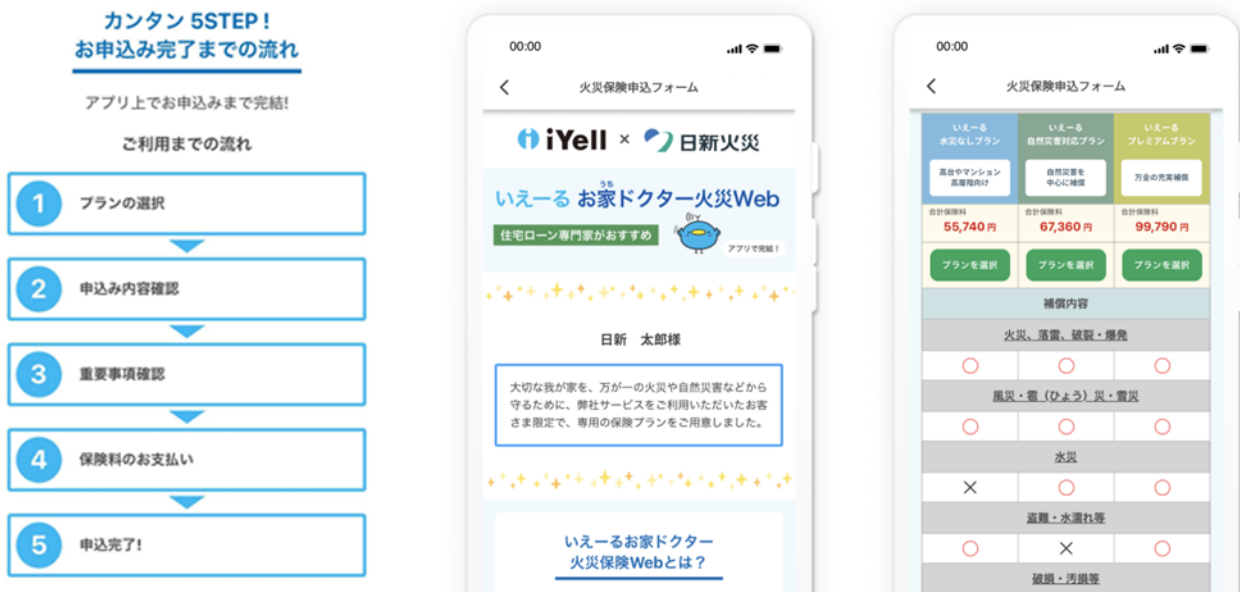 カンタン 5STEP!
お申込み完了までの流れ
アプリ上でお申込みまで完結!
ご利用までの流れ
1 プランの選択
2 申込み内容確認
3 重要事項確認
4 保険料のお支払い
5 申込完了!
00:00
火災保険申込フォーム
iYell × 日新火災
うち
いえーる お家ドクター火災Web
住宅ローン専門家がおすすめ
アプリで完結!
日新 太郎様
大切な我が家を、万が一の火災や自然災害などから
守るために、弊社サービスをご利用いただいたお客
さま限定で、専用の保険プランをご用意しました。
いえーるお家ドクター
火災保険Webとは?
00:00
火災保険申込フォーム
いえーる いえーる いえーる
水災なしプラン 自然災害対応プラン プレミアムプラン
高台やマンション
高層階向け
自然災害を
中心に補償
万全の充実補償
合計保険料 合計保険料 合計保険料
55,740 円 67,360 円 99,790 円
プランを選択 プランを選択 プランを選択
補償内容
火災、落雷、破裂・爆発
○ ○ ○
風災・雹(ひょう)災・雪災
○ ○ ○
水災
× ○ ○
盗難・水濡れ等
○ × ○
破損・汚損等